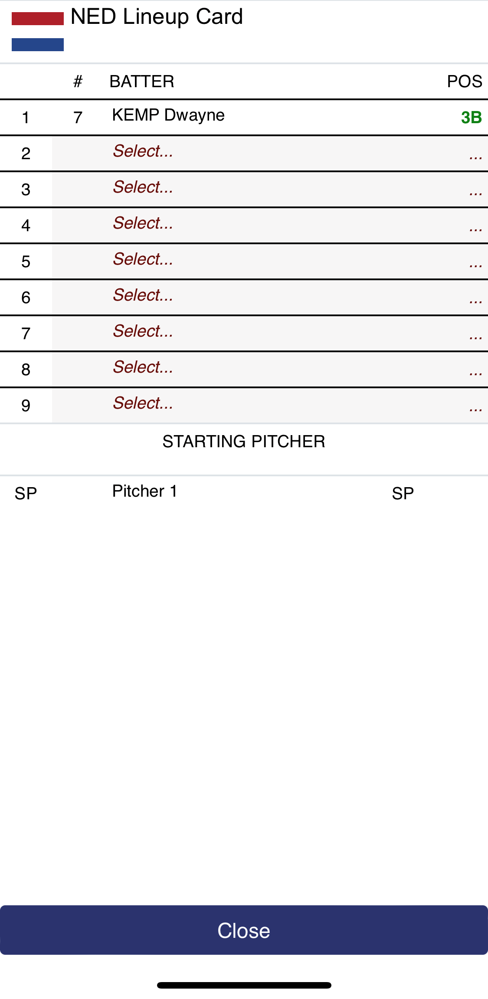 NED Lineup Card
# BATTER POS
1 7 KEMP Dwayne 3B
2 Select... ...
3 Select... ...
4 Select... ...
5 Select... ...
6 Select... ...
7 Select... ...
8 Select... ...
9 Select... ...
STARTING PITCHER
SP Pitcher 1 SP
Close